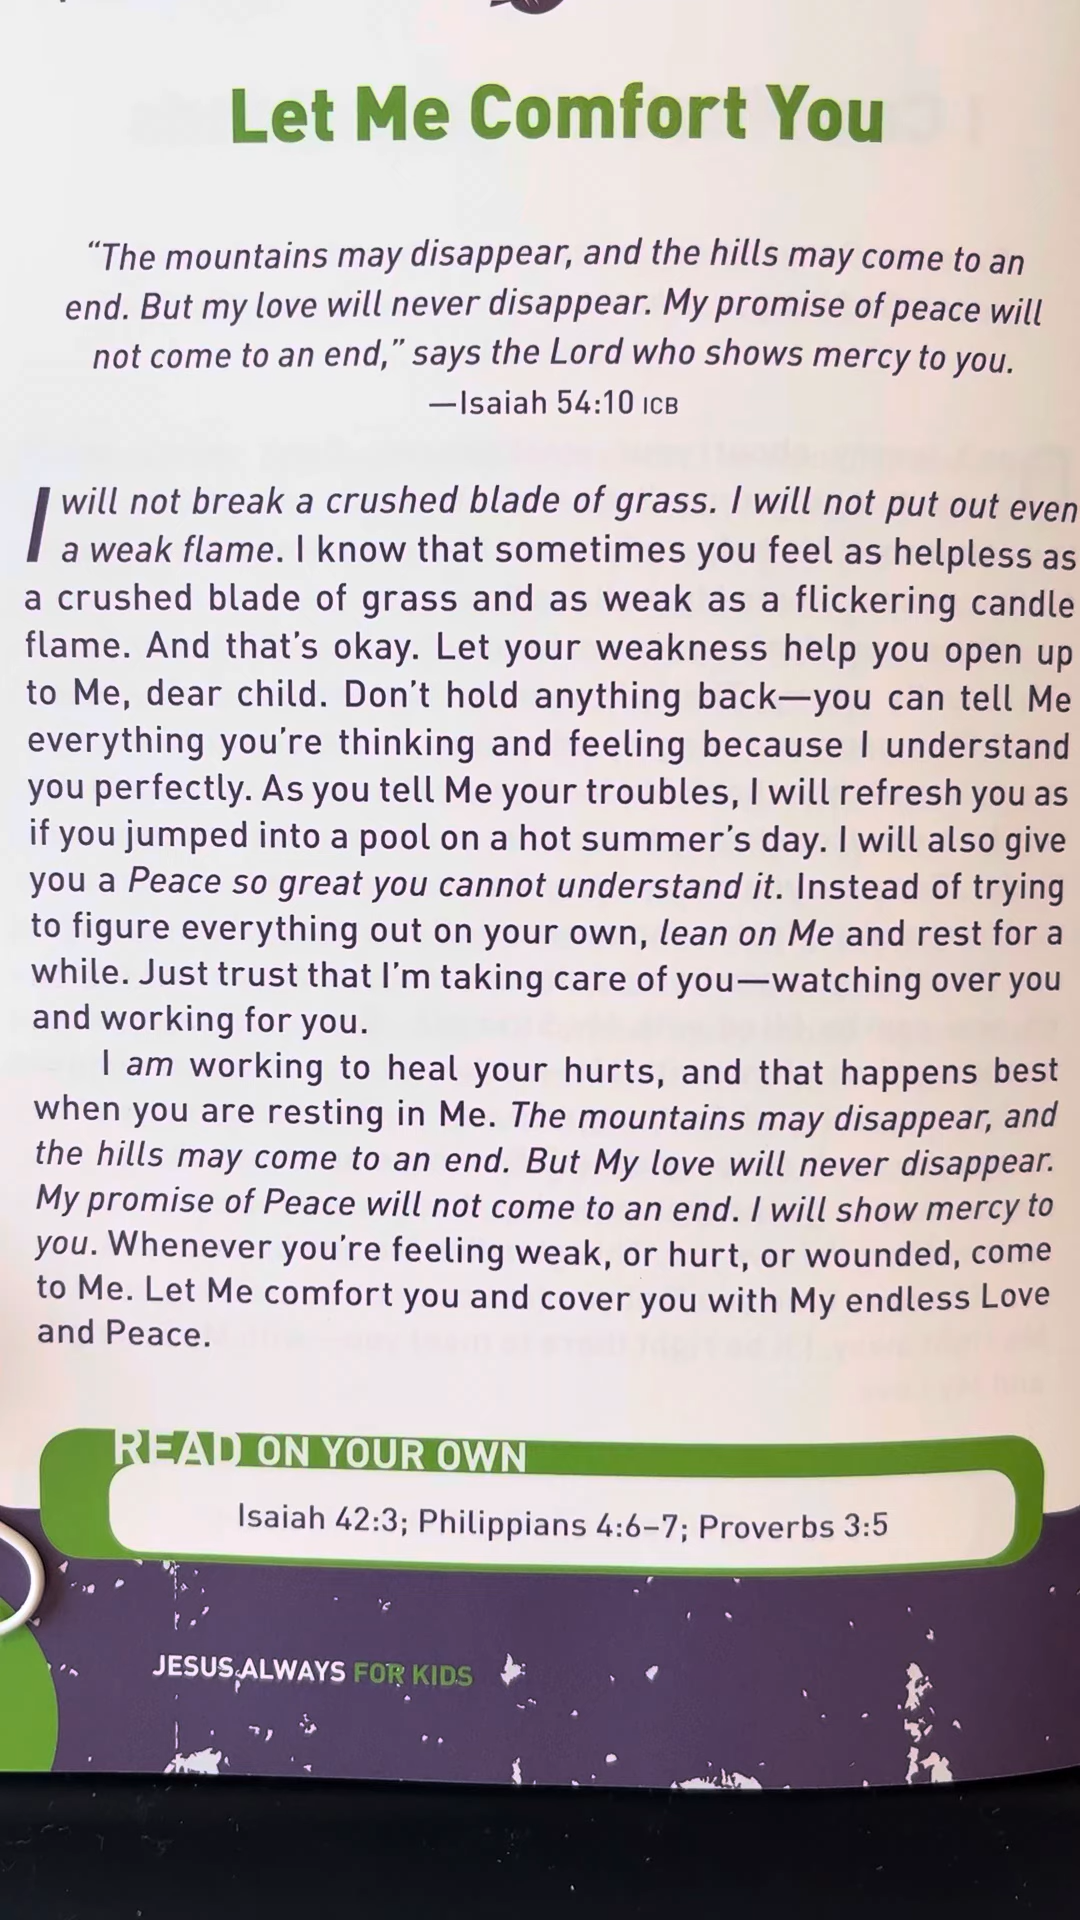 Let Me Comfort You
“The mountains may disappear, and the hills may come to an
end. But my love will never disappear. My promise of peace will
not come to an end,” says the Lord who shows mercy to you.
—Isaiah 54:10 ICB
I will not break a crushed blade of grass. I will not put out even
a weak flame. I know that sometimes you feel as helpless as
a crushed blade of grass and as weak as a flickering candle
flame. And that’s okay. Let your weakness help you open up
to Me, dear child. Don’t hold anything back—you can tell Me
everything you’re thinking and feeling because I understand
you perfectly. As you tell Me your troubles, I will refresh you as
if you jumped into a pool on a hot summer’s day. I will also give
you a Peace so great you cannot understand it. Instead of trying
to figure everything out on your own, lean on Me and rest for a
while. Just trust that I’m taking care of you—watching over you
and working for you.
I am working to heal your hurts, and that happens best
when you are resting in Me. The mountains may disappear, and
the hills may come to an end. But My love will never disappear.
My promise of Peace will not come to an end. I will show mercy to
you. Whenever you’re feeling weak, or hurt, or wounded, come
to Me. Let Me comfort you and cover you with My endless Love
and Peace.
READ ON YOUR OWN
Isaiah 42:3; Philippians 4:6–7; Proverbs 3:5
JESUS ALWAYS FOR KIDS